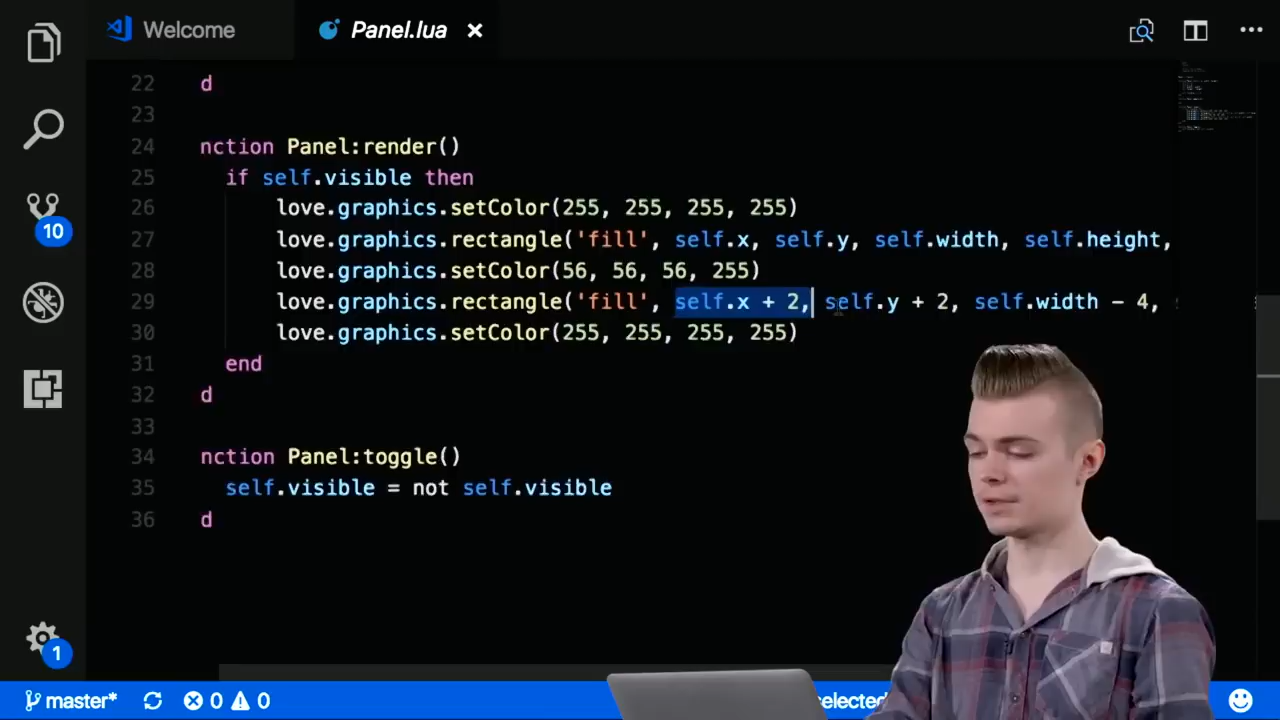 Welcome
Panel.lua
22 d
23
24 nction Panel:render()
25 if self.visible then
26 love.graphics.setColor(255, 255, 255, 255)
27 love.graphics.rectangle('fill', self.x, self.y, self.width, self.height,
28 love.graphics.setColor(56, 56, 56, 255)
29 love.graphics.rectangle('fill', self.x + 2, self.y + 2, self.width - 4,
30 love.graphics.setColor(255, 255, 255, 255)
31 end
32 d
33
34 nction Panel:toggle()
35 self.visible = not self.visible
36 d
10
1
master* 0 0 selected